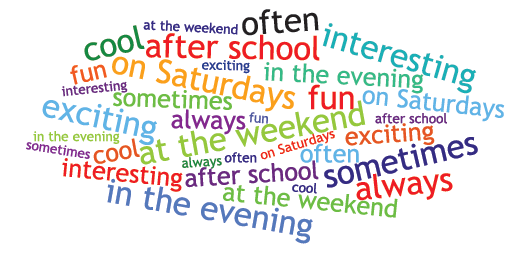 at the weekend
often
cool
after school
interesting
exciting
fun
on Saturdays
in the evening
interesting
sometimes
fun
on Saturdays
exciting
always
fun
at the weekend
after school
in the evening
exciting
sometimes
cool
always
often
on Saturdays
often
sometimes
interesting
after school
cool
always
in the evening
at the weekend